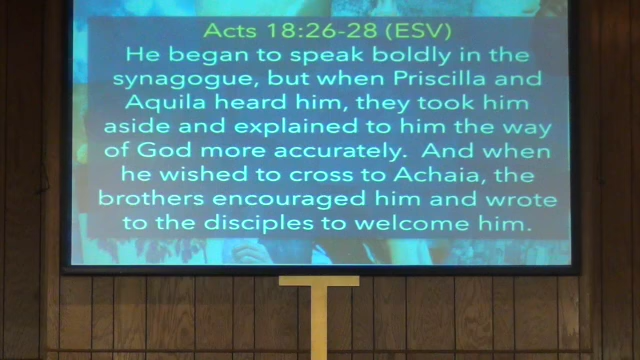 Acts 18:26-28 (ESV)
He began to speak boldly in the
synagogue, but when Priscilla and
Aquila heard him, they took him
aside and explained to him the way
of God more accurately.  And when
he wished to cross to Achaia, the
brothers encouraged him and wrote
to the disciples to welcome him.